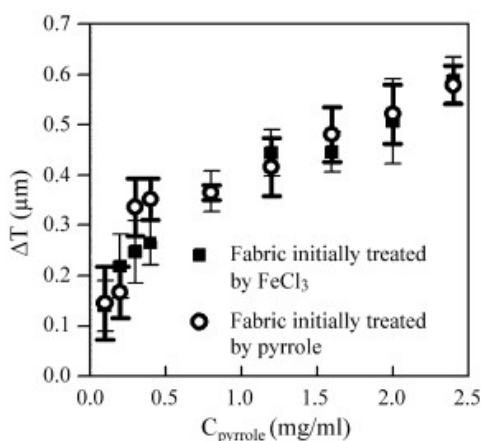 0.7
0.6
0.5
0.4
0.3
0.2
0.1
0.0
ΔT (µm)
Fabric initially treated
by FeCl₃
Fabric initially treated
by pyrrole
0.0 0.5 1.0 1.5 2.0 2.5
C_pyrrole (mg/ml)